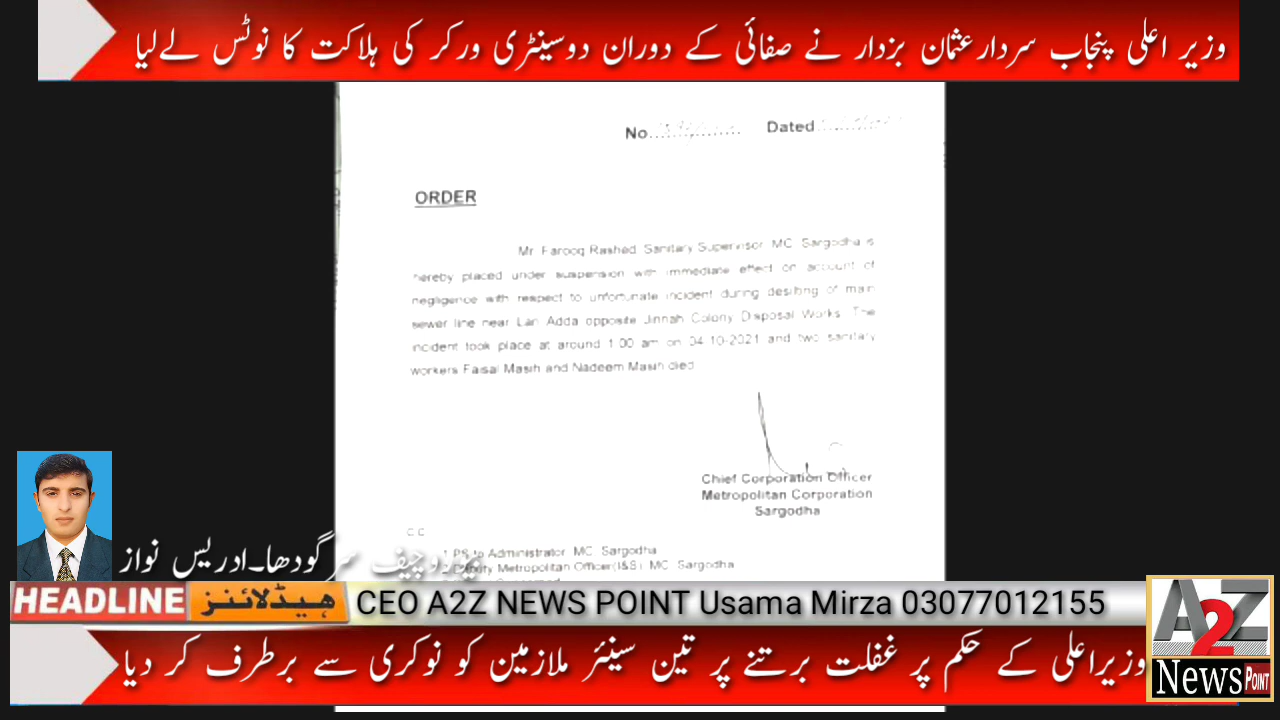 وزیر اعلی پنجاب سردار عثمان بزدار نے صفائی کے دوران دو سینٹری ورکر کی ہلاکت کا نوٹس لے لیا
No. Dated
ORDER
Mr. Farooq Rashed, Sanitary Supervisor, MC, Sargodha is
hereby placed under suspension with immediate effect on account of
negligence with respect to unfortunate incident during desilting of main
sewer line near Lari Adda opposite Jinnah Colony Disposal Works. The
incident took place at around 1:00 am on 04-10-2021 and two sanitary
workers Faisal Masih and Nadeem Masih died.
Chief Corporation Officer
Metropolitan Corporation
Sargodha
C.C
1. PS to Administrator, MC, Sargodha
2. Deputy Metropolitan Officer(I&S), MC, Sargodha
بیوروچیف سرگودھا۔ادریس نواز
HEADLINE ہیڈلائنز CEO A2Z NEWS POINT Usama Mirza 03077012155
وزیراعلی کے حکم پر غفلت برتنے پر تین سینئر ملازمین کو نوکری سے برطرف کر دیا
A2Z
News POINT